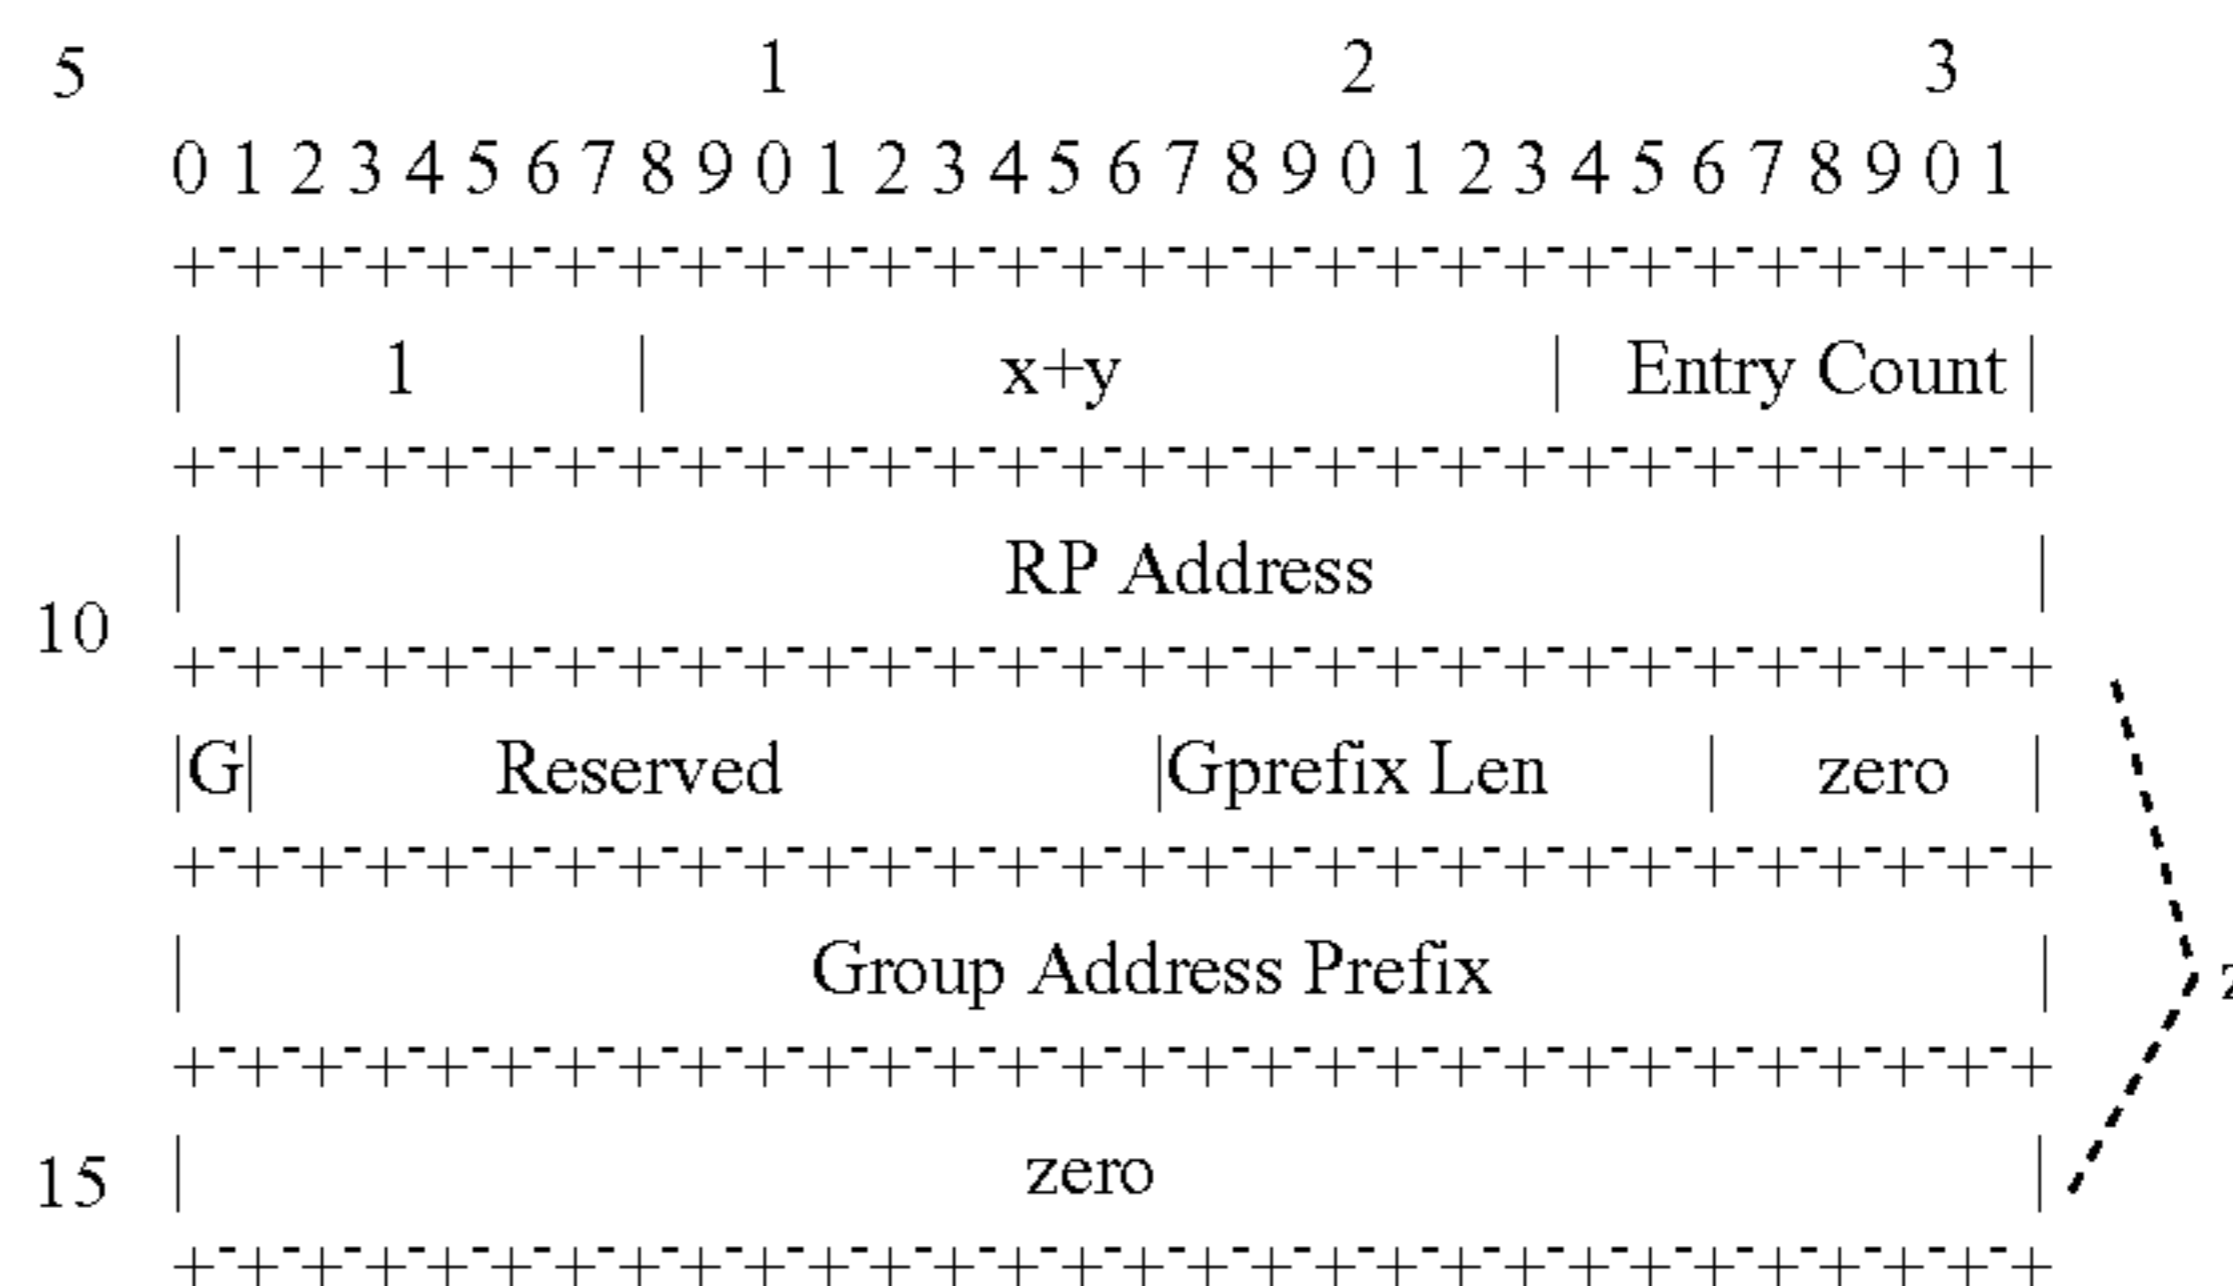 5 1 2 3
0 1 2 3 4 5 6 7 8 9 0 1 2 3 4 5 6 7 8 9 0 1 2 3 4 5 6 7 8 9 0 1
+-+-+-+-+-+-+-+-+-+-+-+-+-+-+-+-+-+-+-+-+-+-+-+-+-+-+-+-+-+
| 1 | x+y | Entry Count |
+-+-+-+-+-+-+-+-+-+-+-+-+-+-+-+-+-+-+-+-+-+-+-+-+-+-+-+-+-+
| RP Address |
10
+-+-+-+-+-+-+-+-+-+-+-+-+-+-+-+-+-+-+-+-+-+-+-+-+-+-+-+-+-+
|G| Reserved |Gprefix Len | zero |
+-+-+-+-+-+-+-+-+-+-+-+-+-+-+-+-+-+-+-+-+-+-+-+-+-+-+-+-+-+
| Group Address Prefix |
+-+-+-+-+-+-+-+-+-+-+-+-+-+-+-+-+-+-+-+-+-+-+-+-+-+-+-+-+-+
15 | zero |
+-+-+-+-+-+-+-+-+-+-+-+-+-+-+-+-+-+-+-+-+-+-+-+-+-+-+-+-+-+